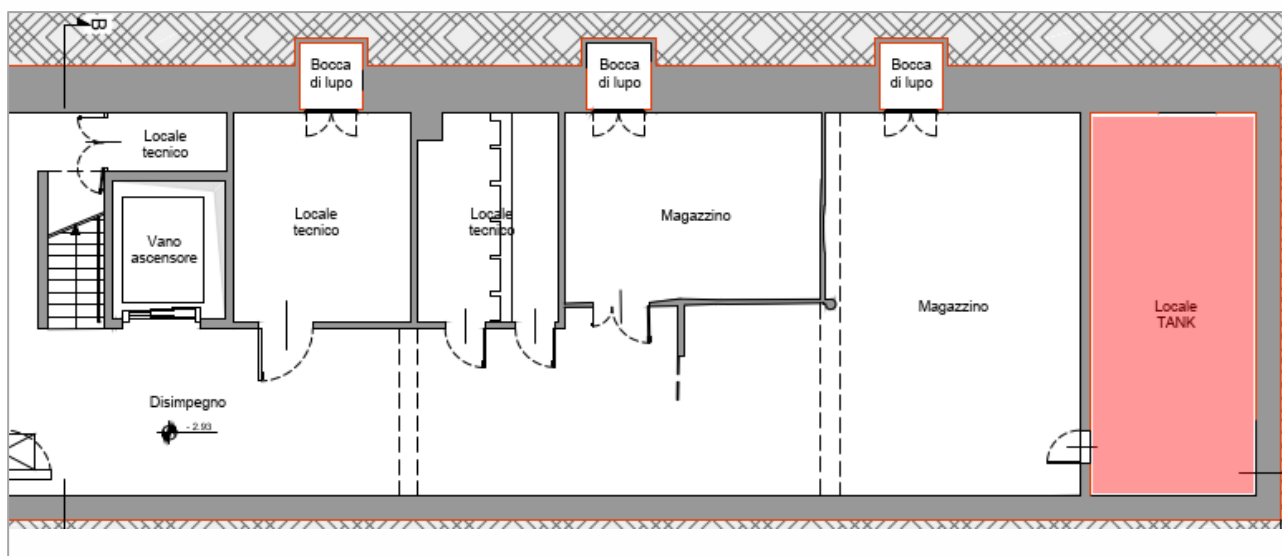 B
Bocca
di lupo
Bocca
di lupo
Bocca
di lupo
Locale
tecnico
Locale
tecnico
Locale
tecnico
Magazzino
Vano
ascensore
Magazzino
Locale
TANK
Disimpegno
- 2.93